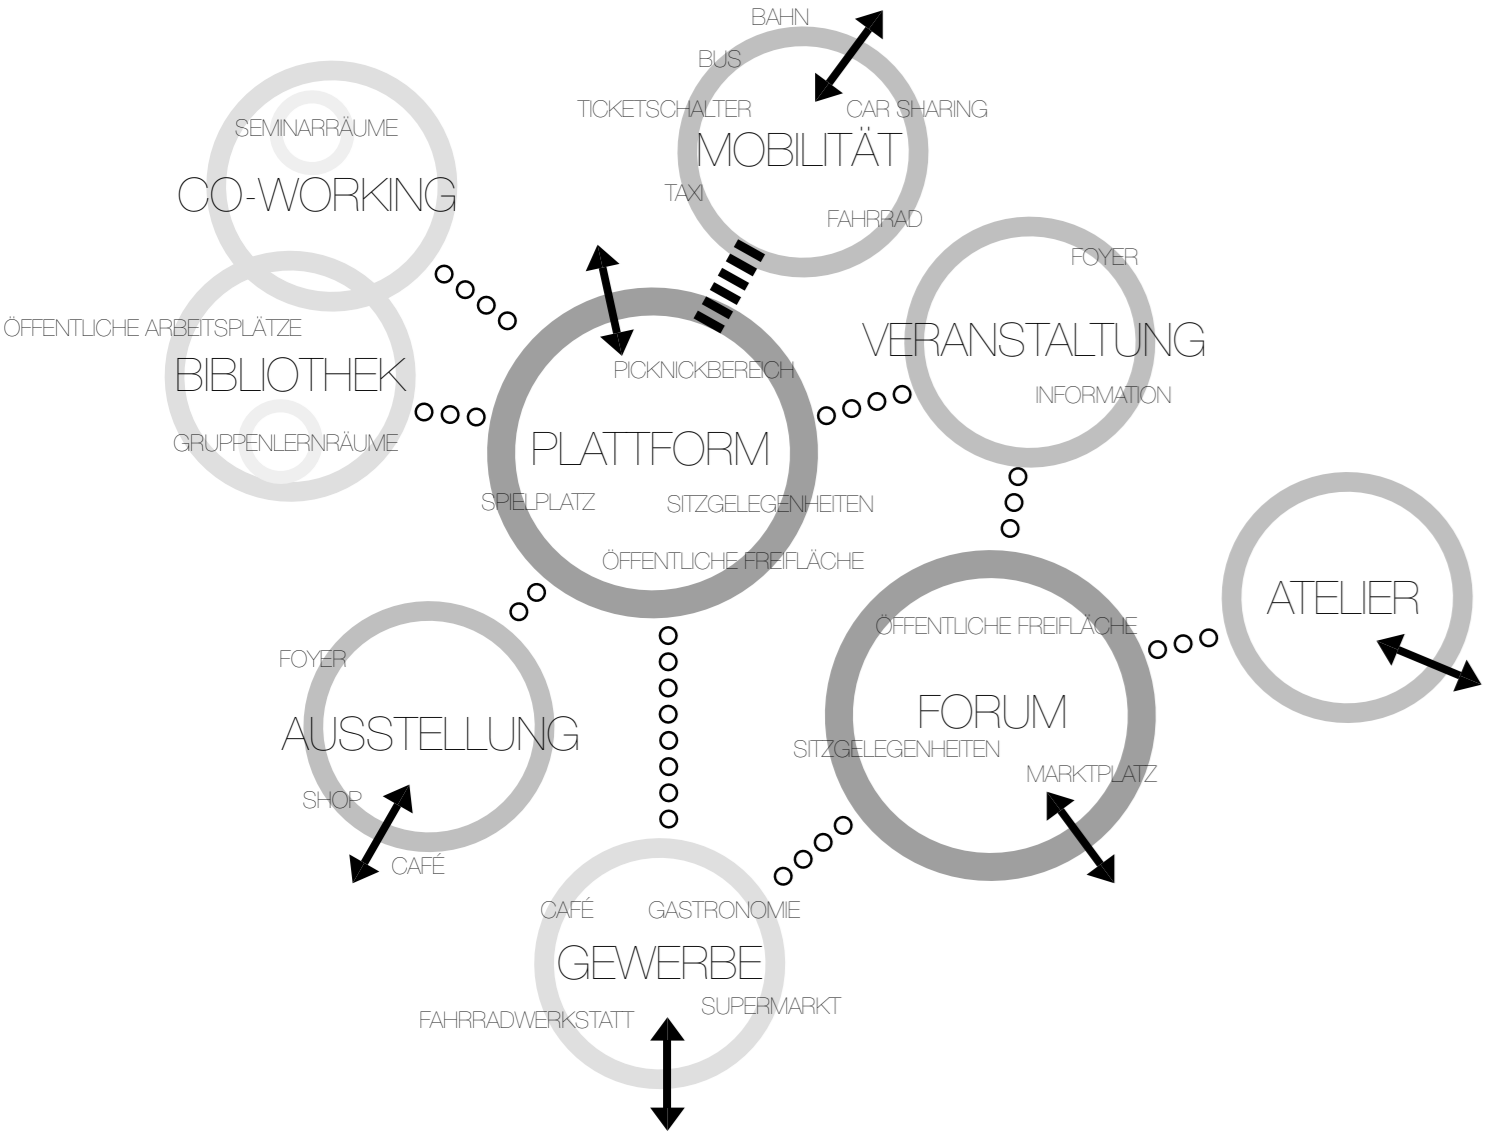 BAHN
BUS
TICKETSCHALTER
CAR SHARING
MOBILITÄT
TAXI
FAHRRAD
SEMINARRÄUME
CO-WORKING
ÖFFENTLICHE ARBEITSPLÄTZE
BIBLIOTHEK
GRUPPENLERNRÄUME
FOYER
VERANSTALTUNG
INFORMATION
PICKNICKBEREICH
PLATTFORM
SPIELPLATZ
SITZGELEGENHEITEN
ÖFFENTLICHE FREIFLÄCHE
ATELIER
ÖFFENTLICHE FREIFLÄCHE
FORUM
SITZGELEGENHEITEN
MARKTPLATZ
FOYER
AUSSTELLUNG
SHOP
CAFÉ
CAFÉ
GASTRONOMIE
GEWERBE
SUPERMARKT
FAHRRADWERKSTATT